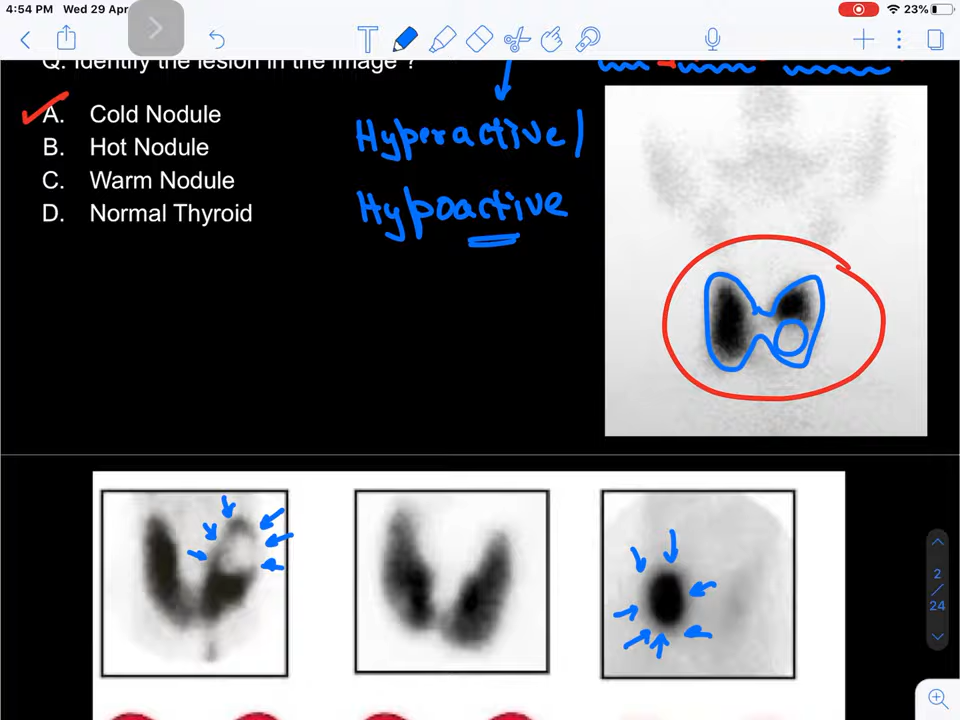 4:54 PM Wed 29 Apr
23%
Q. Identify the lesion in the image ?
A. Cold Nodule
B. Hot Nodule
C. Warm Nodule
D. Normal Thyroid
Hyperactive/
Hypoactive
2
/
24